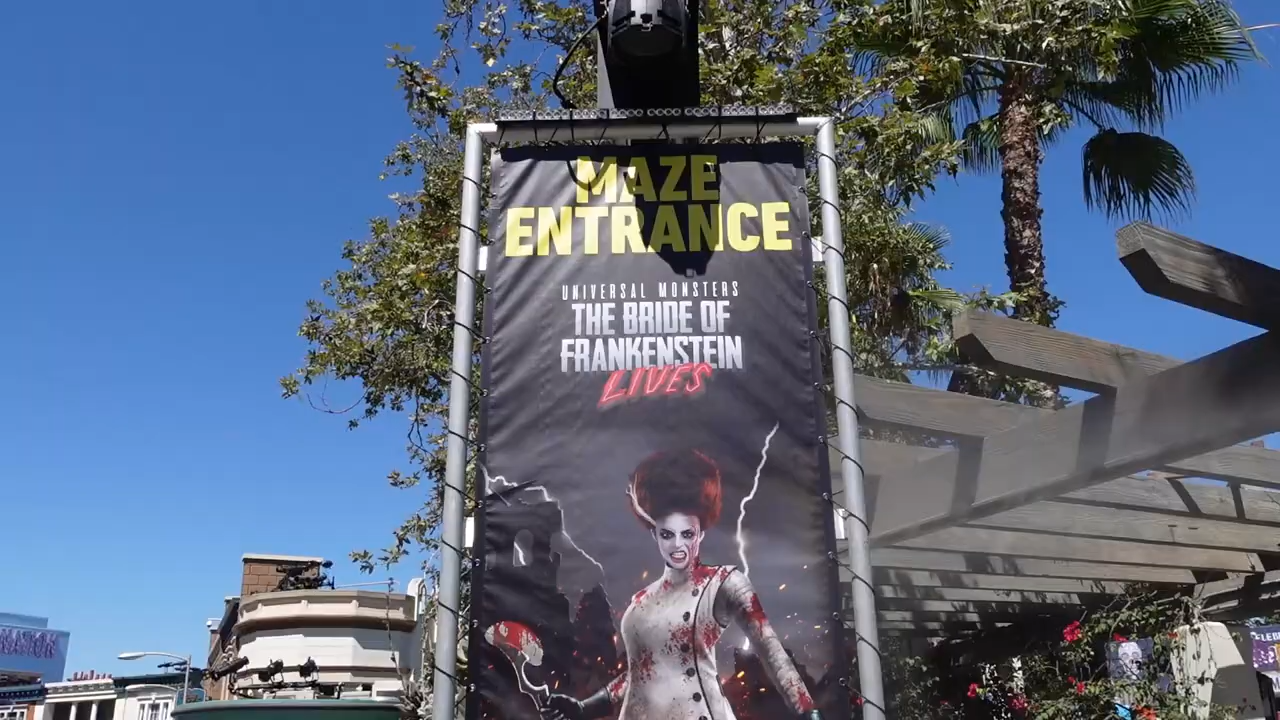 MAZE
ENTRANCE
UNIVERSAL MONSTERS
THE BRIDE OF
FRANKENSTEIN
LIVES